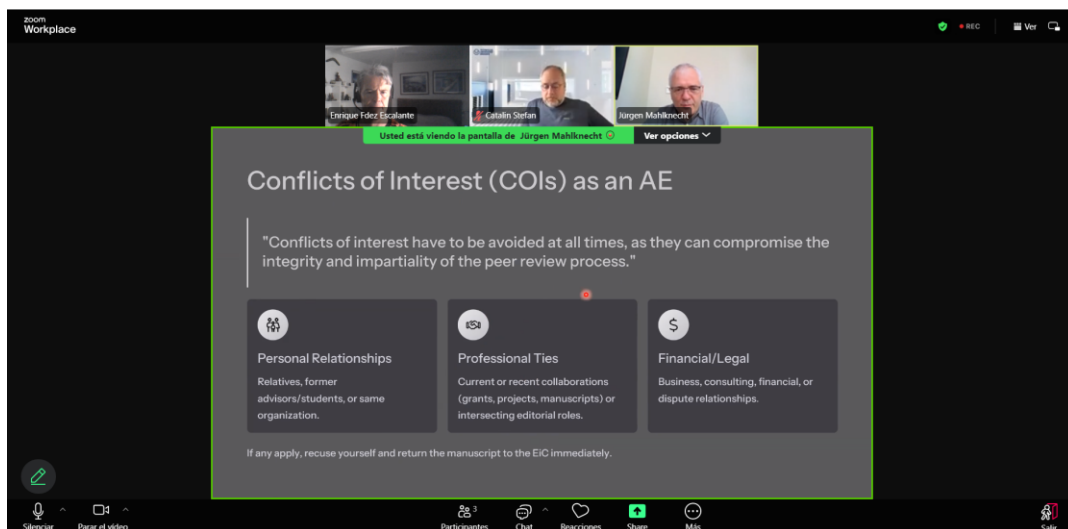 zoom
Workplace
REC
Ver
Enrique Fdez Escalante
Catalin Stefan
Jürgen Mahlknecht
Usted está viendo la pantalla de Jürgen Mahlknecht
Ver opciones
Conflicts of Interest (COIs) as an AE
"Conflicts of interest have to be avoided at all times, as they can compromise the
integrity and impartiality of the peer review process."
Personal Relationships
Relatives, former
advisors/students, or same
organization.
Professional Ties
Current or recent collaborations
(grants, projects, manuscripts) or
intersecting editorial roles.
$
Financial/Legal
Business, consulting, financial, or
dispute relationships.
If any apply, recuse yourself and return the manuscript to the EiC immediately.
Silenciar
Parar el vídeo
3
Participantes
Chat
Reacciones
Share
Más
Salir